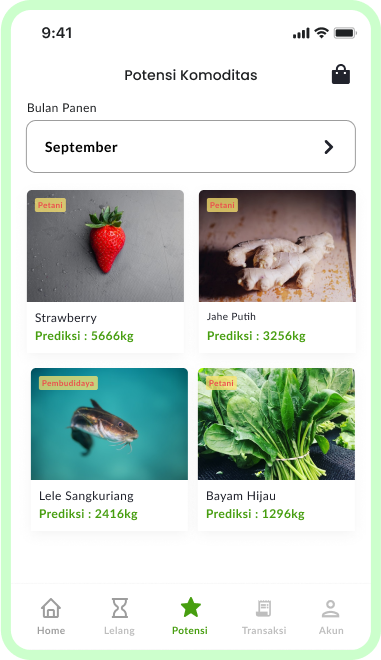 9:41
Potensi Komoditas
Bulan Panen
September
Petani
Petani
Strawberry
Jahe Putih
Prediksi : 5666kg
Prediksi : 3256kg
Pembudidaya
Petani
Lele Sangkuriang
Bayam Hijau
Prediksi : 2416kg
Prediksi : 1296kg
Home
Lelang
Potensi
Transaksi
Akun